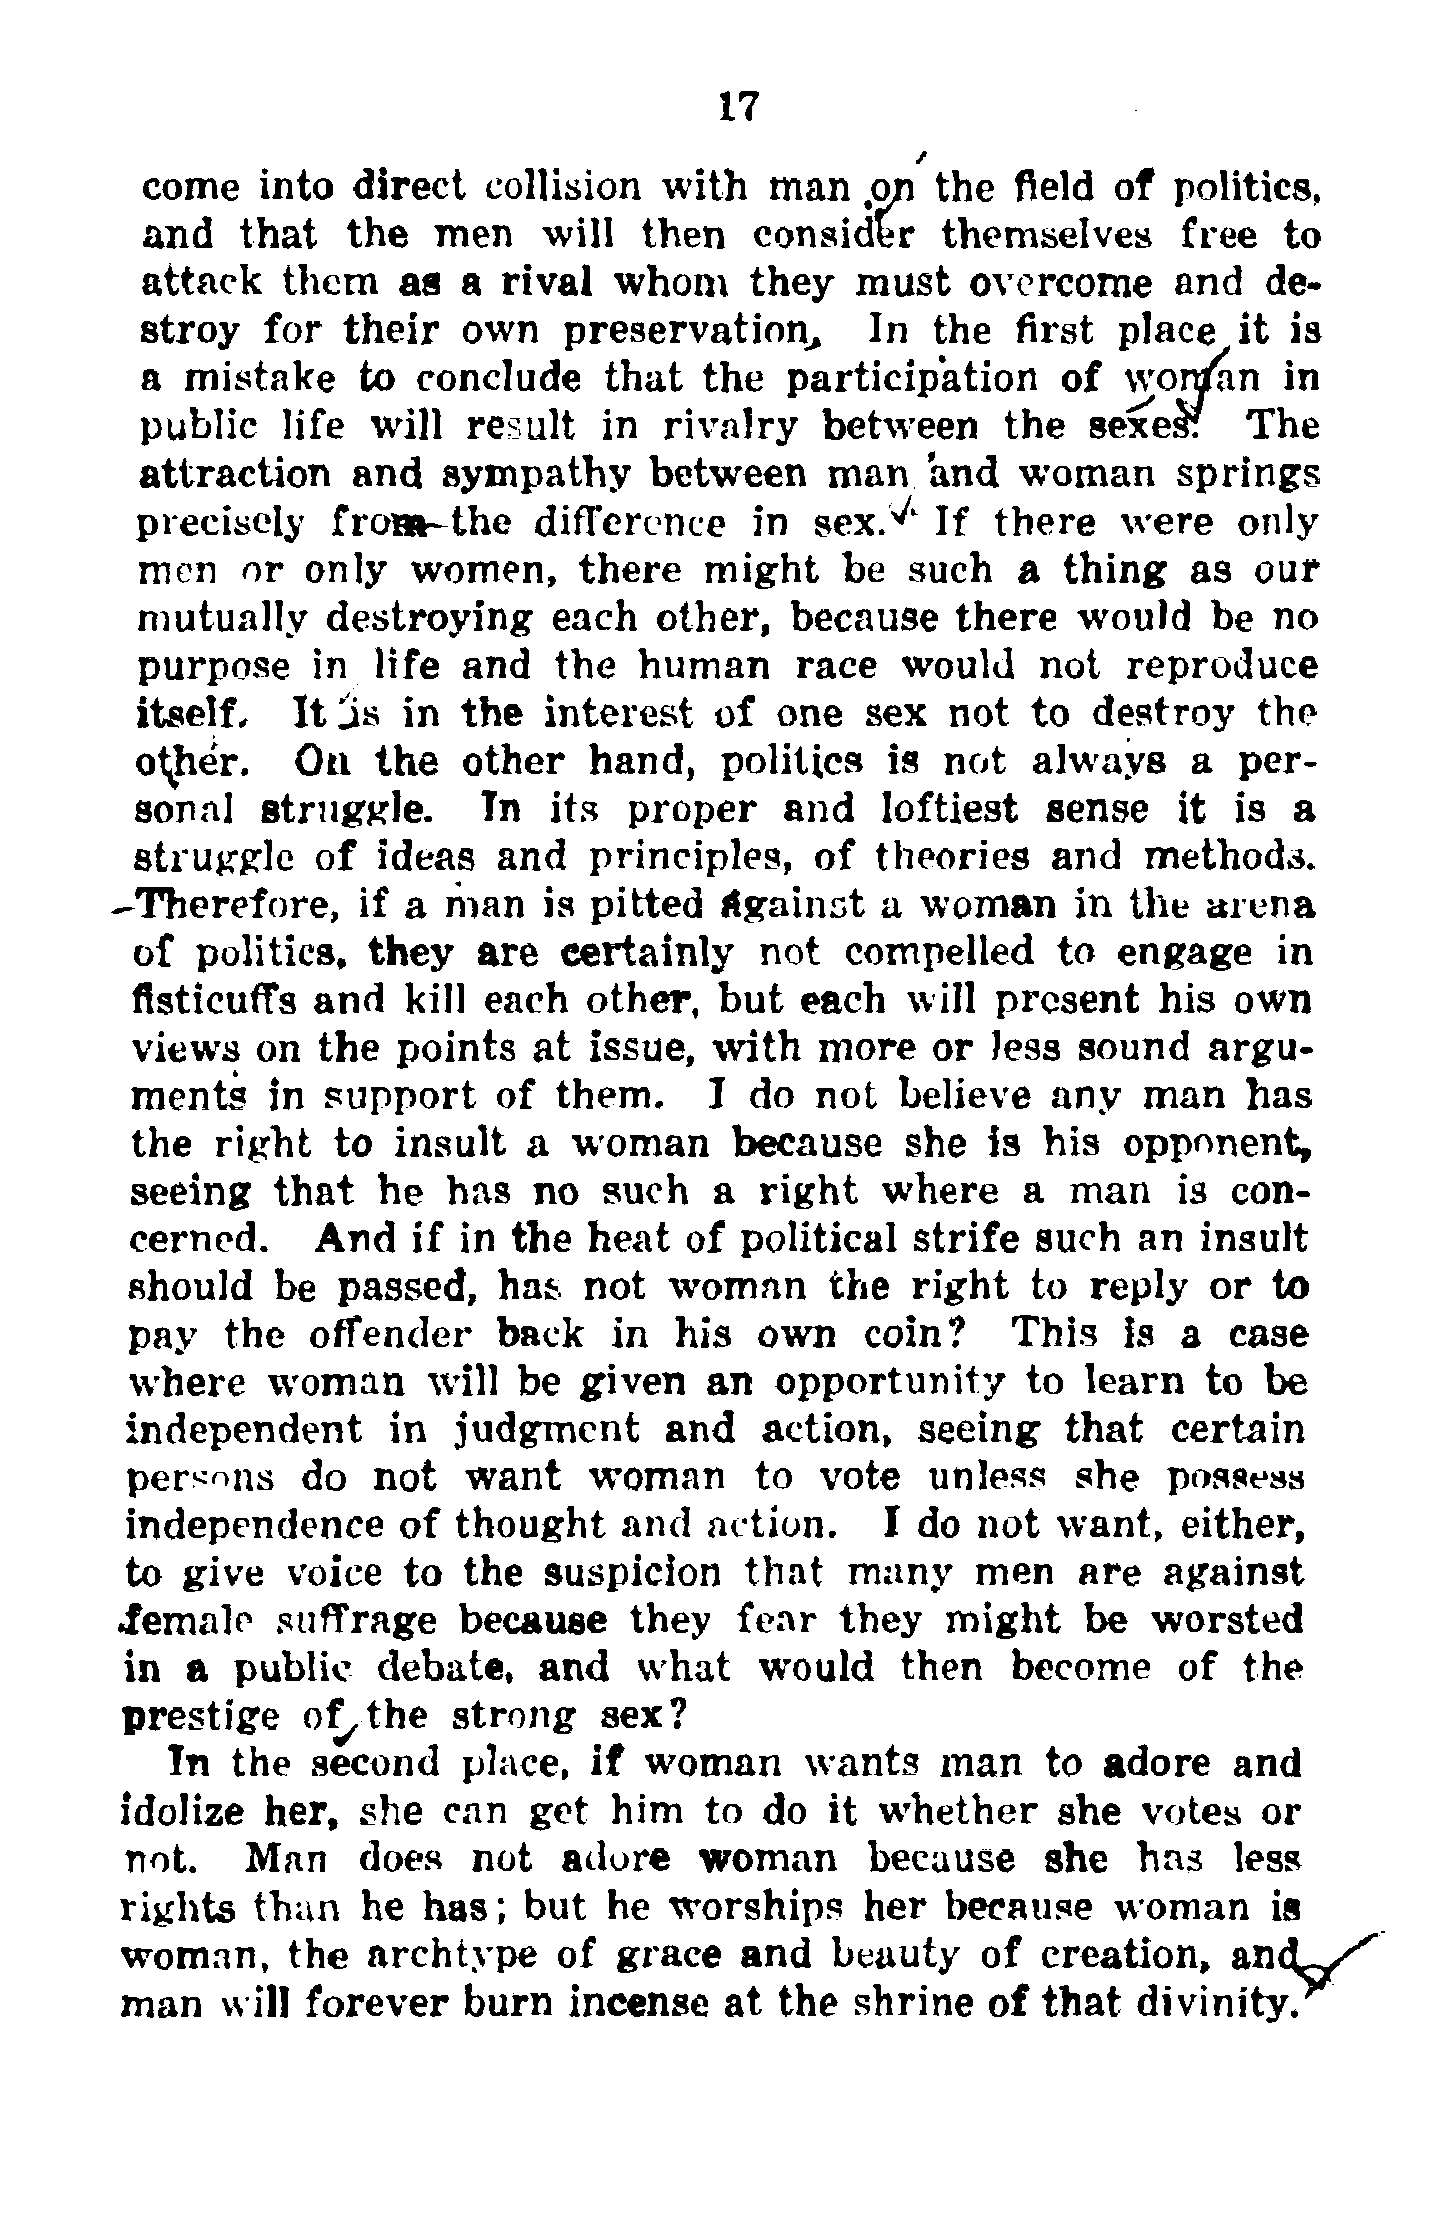 17
come into direct collision with man on the field of politics,
and that the men will then consider themselves free to
attack them as a rival whom they must overcome and de-
stroy for their own preservation, In the first place it is
a mistake to conclude that the participation of woman in
public life will result in rivalry between the sexes. The
attraction and sympathy between man and woman springs
precisely from the difference in sex. If there were only
men or only women, there might be such a thing as our
mutually destroying each other, because there would be no
purpose in life and the human race would not reproduce
itself. It is in the interest of one sex not to destroy the
other. On the other hand, politics is not always a per-
sonal struggle. In its proper and loftiest sense it is a
struggle of ideas and principles, of theories and methods.
Therefore, if a man is pitted against a woman in the arena
of politics, they are certainly not compelled to engage in
fisticuffs and kill each other, but each will present his own
views on the points at issue, with more or less sound argu-
ments in support of them. I do not believe any man has
the right to insult a woman because she is his opponent,
seeing that he has no such a right where a man is con-
cerned. And if in the heat of political strife such an insult
should be passed, has not woman the right to reply or to
pay the offender back in his own coin? This is a case
where woman will be given an opportunity to learn to be
independent in judgment and action, seeing that certain
persons do not want woman to vote unless she possess
independence of thought and action. I do not want, either,
to give voice to the suspicion that many men are against
female suffrage because they fear they might be worsted
in a public debate, and what would then become of the
prestige of the strong sex?
In the second place, if woman wants man to adore and
idolize her, she can get him to do it whether she votes or
not. Man does not adore woman because she has less
rights than he has; but he worships her because woman is
woman, the archtype of grace and beauty of creation, and
man will forever burn incense at the shrine of that divinity.